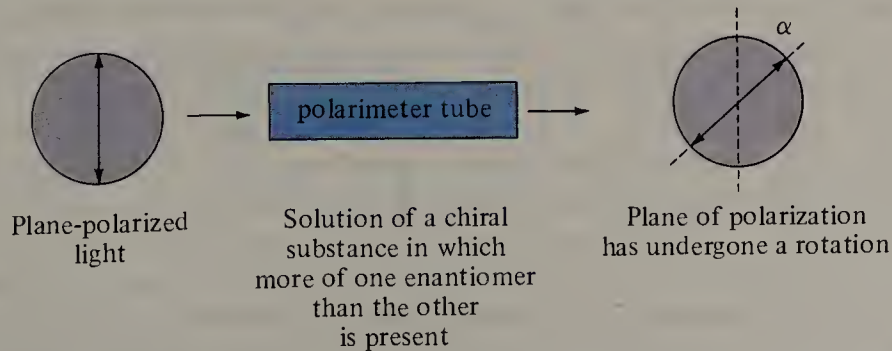 α
polarimeter tube
Plane-polarized
light
Solution of a chiral
substance in which
more of one enantiomer
than the other
is present
Plane of polarization
has undergone a rotation